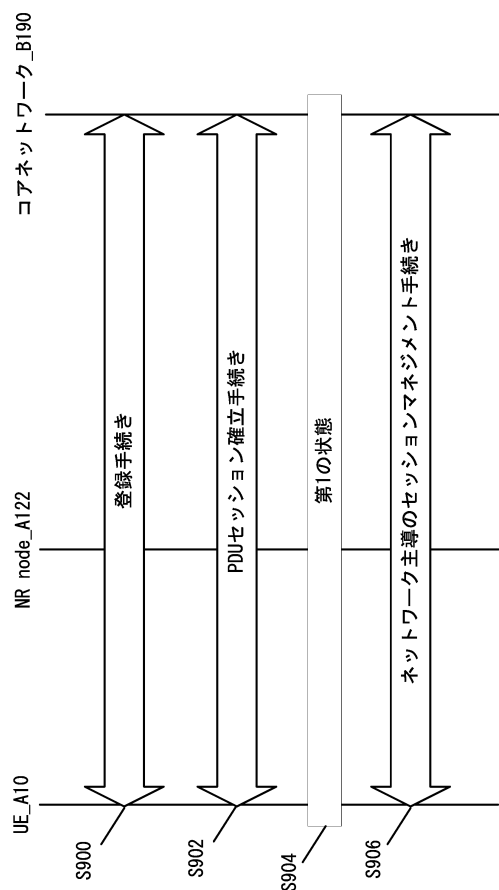 UE_A10
NR node_A122
コアネットワーク_B190
S900
登録手続き
S902
PDUセッション確立手続き
S904
第1の状態
S906
ネットワーク主導のセッションマネジメント手続き